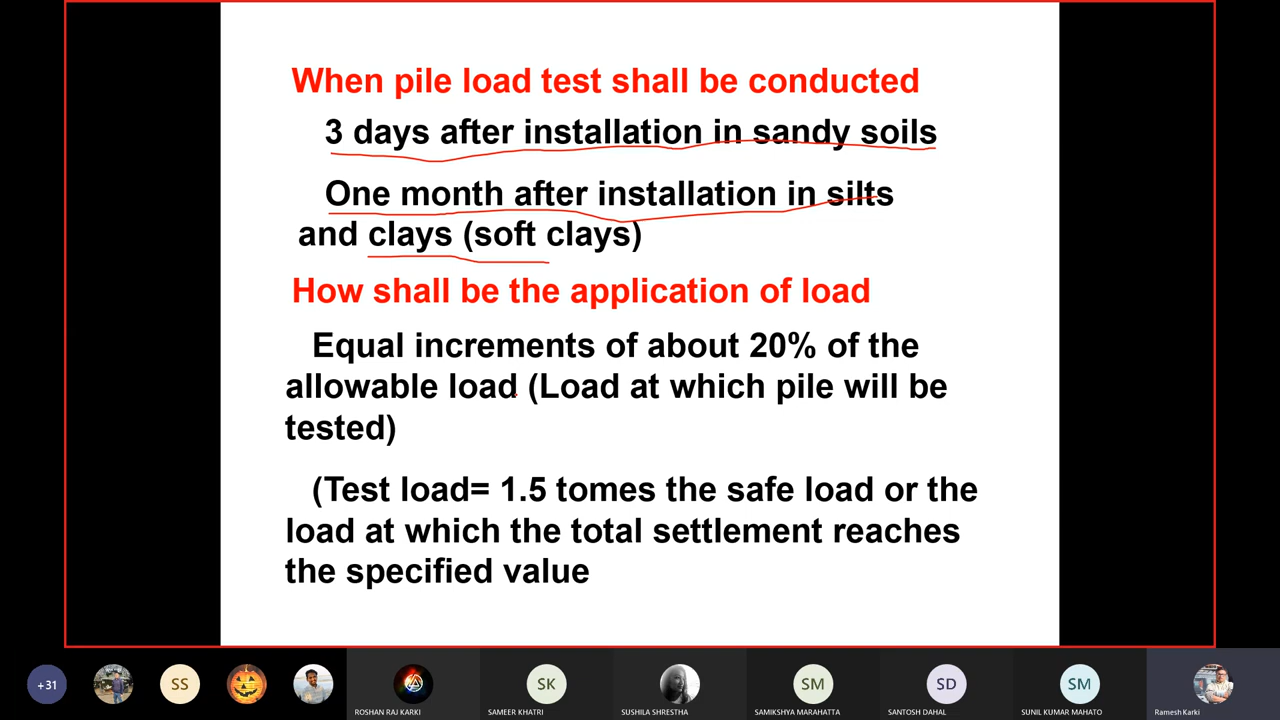 When pile load test shall be conducted
3 days after installation in sandy soils
One month after installation in silts
and clays (soft clays)
How shall be the application of load
Equal increments of about 20% of the
allowable load (Load at which pile will be
tested)
(Test load= 1.5 tomes the safe load or the
load at which the total settlement reaches
the specified value
+31
SS
SK
SM
SD
SM
ROSHAN RAJ KARKI
SAMEER KHATRI
SUSHILA SHRESTHA
SAMIKSHYA MARAHATTA
SANTOSH DAHAL
SUNIL KUMAR MAHATO
Ramesh Karki